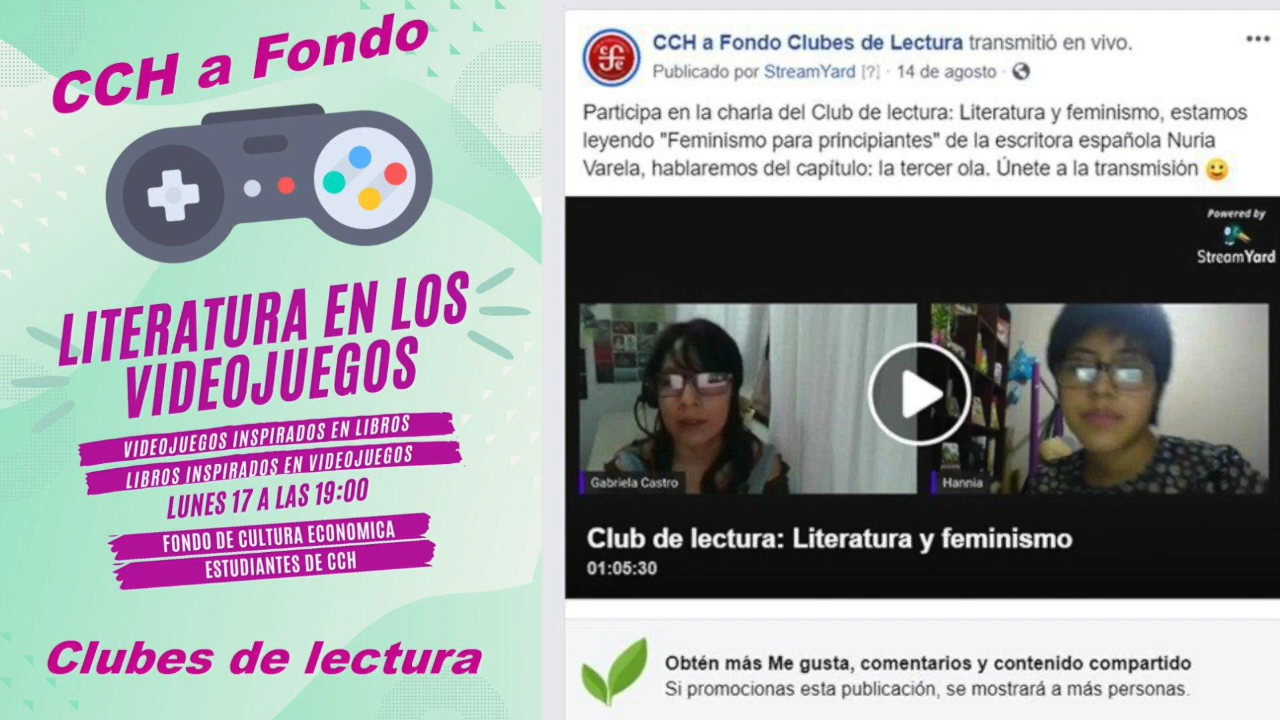 CCH a Fondo
LITERATURA EN LOS
VIDEOJUEGOS
VIDEOJUEGOS INSPIRADOS EN LIBROS
LIBROS INSPIRADOS EN VIDEOJUEGOS
LUNES 17 A LAS 19:00
FONDO DE CULTURA ECONOMICA
ESTUDIANTES DE CCH
Clubes de lectura
CCH a Fondo Clubes de Lectura transmitió en vivo.
Publicado por StreamYard [?] · 14 de agosto ·
Participa en la charla del Club de lectura: Literatura y feminismo, estamos
leyendo "Feminismo para principiantes" de la escritora española Nuria
Varela, hablaremos del capítulo: la tercer ola. Únete a la transmisión 😀
Powered by
StreamYard
Gabriela Castro
Hannia
Club de lectura: Literatura y feminismo
01:05:30
Obtén más Me gusta, comentarios y contenido compartido
Si promocionas esta publicación, se mostrará a más personas.